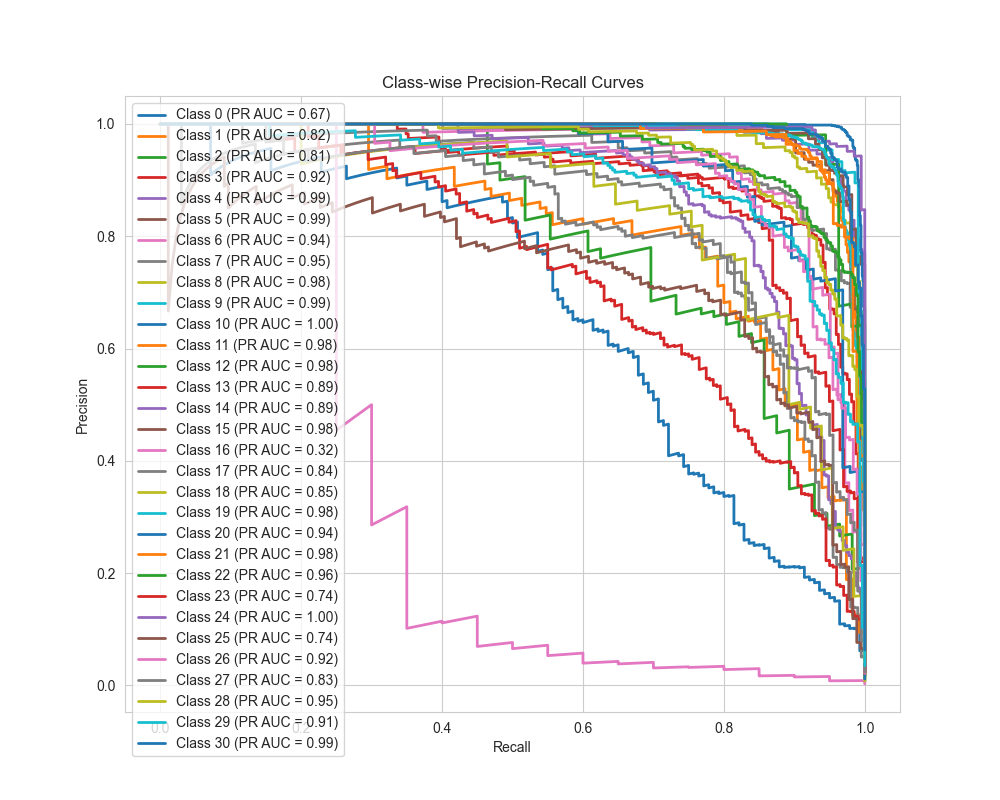 Class-wise Precision-Recall Curves
Precision
1.0
0.8
0.6
0.4
0.2
0.0
Class 0 (PR AUC = 0.67)
Class 1 (PR AUC = 0.82)
Class 2 (PR AUC = 0.81)
Class 3 (PR AUC = 0.92)
Class 4 (PR AUC = 0.99)
Class 5 (PR AUC = 0.99)
Class 6 (PR AUC = 0.94)
Class 7 (PR AUC = 0.95)
Class 8 (PR AUC = 0.98)
Class 9 (PR AUC = 0.99)
Class 10 (PR AUC = 1.00)
Class 11 (PR AUC = 0.98)
Class 12 (PR AUC = 0.98)
Class 13 (PR AUC = 0.89)
Class 14 (PR AUC = 0.89)
Class 15 (PR AUC = 0.98)
Class 16 (PR AUC = 0.32)
Class 17 (PR AUC = 0.84)
Class 18 (PR AUC = 0.85)
Class 19 (PR AUC = 0.98)
Class 20 (PR AUC = 0.94)
Class 21 (PR AUC = 0.98)
Class 22 (PR AUC = 0.96)
Class 23 (PR AUC = 0.74)
Class 24 (PR AUC = 1.00)
Class 25 (PR AUC = 0.74)
Class 26 (PR AUC = 0.92)
Class 27 (PR AUC = 0.83)
Class 28 (PR AUC = 0.95)
Class 29 (PR AUC = 0.91)
Class 30 (PR AUC = 0.99)
0.0 0.2 0.4 0.6 0.8 1.0
Recall